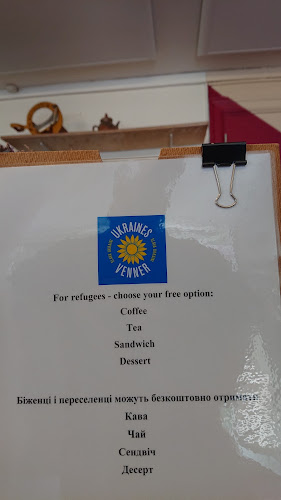 UKRAINES
VENNER
For refugees - choose your free option:
Coffee
Tea
Sandwich
Dessert
Біженці і переселенці можуть безкоштовно отримати:
Кава
Чай
Сендвіч
Десерт